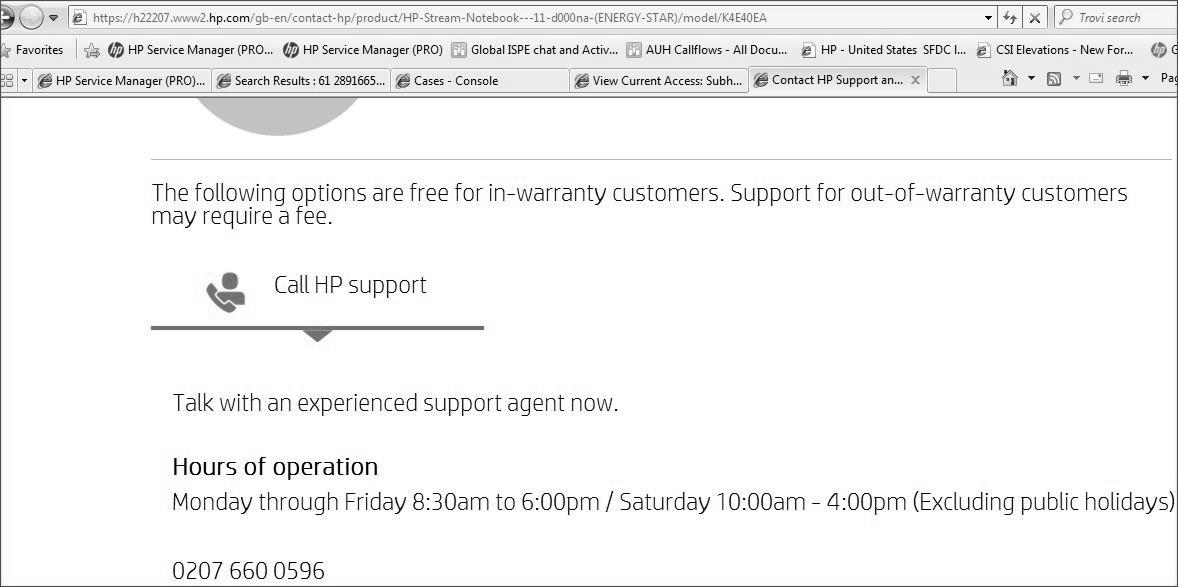 https://h22207.www2.hp.com/gb-en/contact-hp/product/HP-Stream-Notebook---11-d000na-(ENERGY-STAR)/model/K4E40EA Trovi search
Favorites HP Service Manager (PRO... HP Service Manager (PRO) Global ISPE chat and Activ... AUH Callflows - All Docu... HP - United States SFDC I... CSI Elevations - New For... G
HP Service Manager (PRO)... Search Results : 61 2891665... Cases - Console View Current Access: Subh... Contact HP Support an... Pag
The following options are free for in-warranty customers. Support for out-of-warranty customers
may require a fee.
Call HP support
Talk with an experienced support agent now.
Hours of operation
Monday through Friday 8:30am to 6:00pm / Saturday 10:00am - 4:00pm (Excluding public holidays)
0207 660 0596